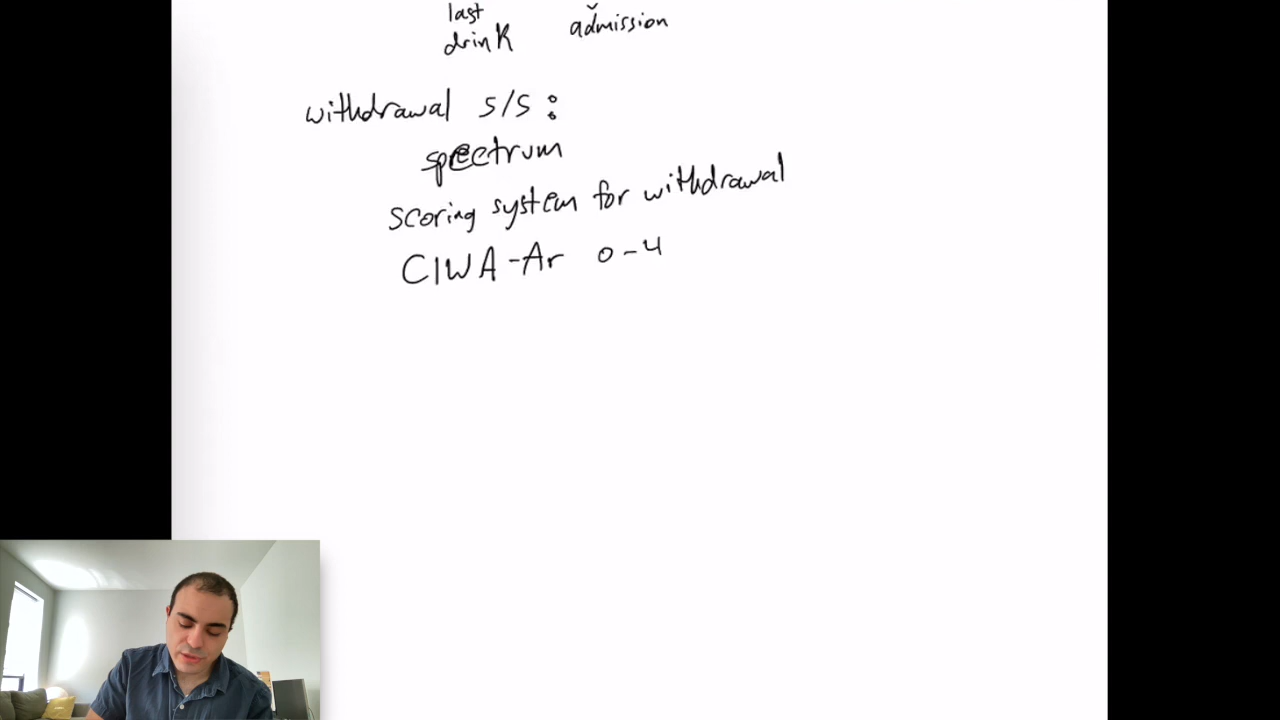 last
drink admission
withdrawal s/s :
spectrum
scoring system for withdrawal
CIWA-Ar 0-4